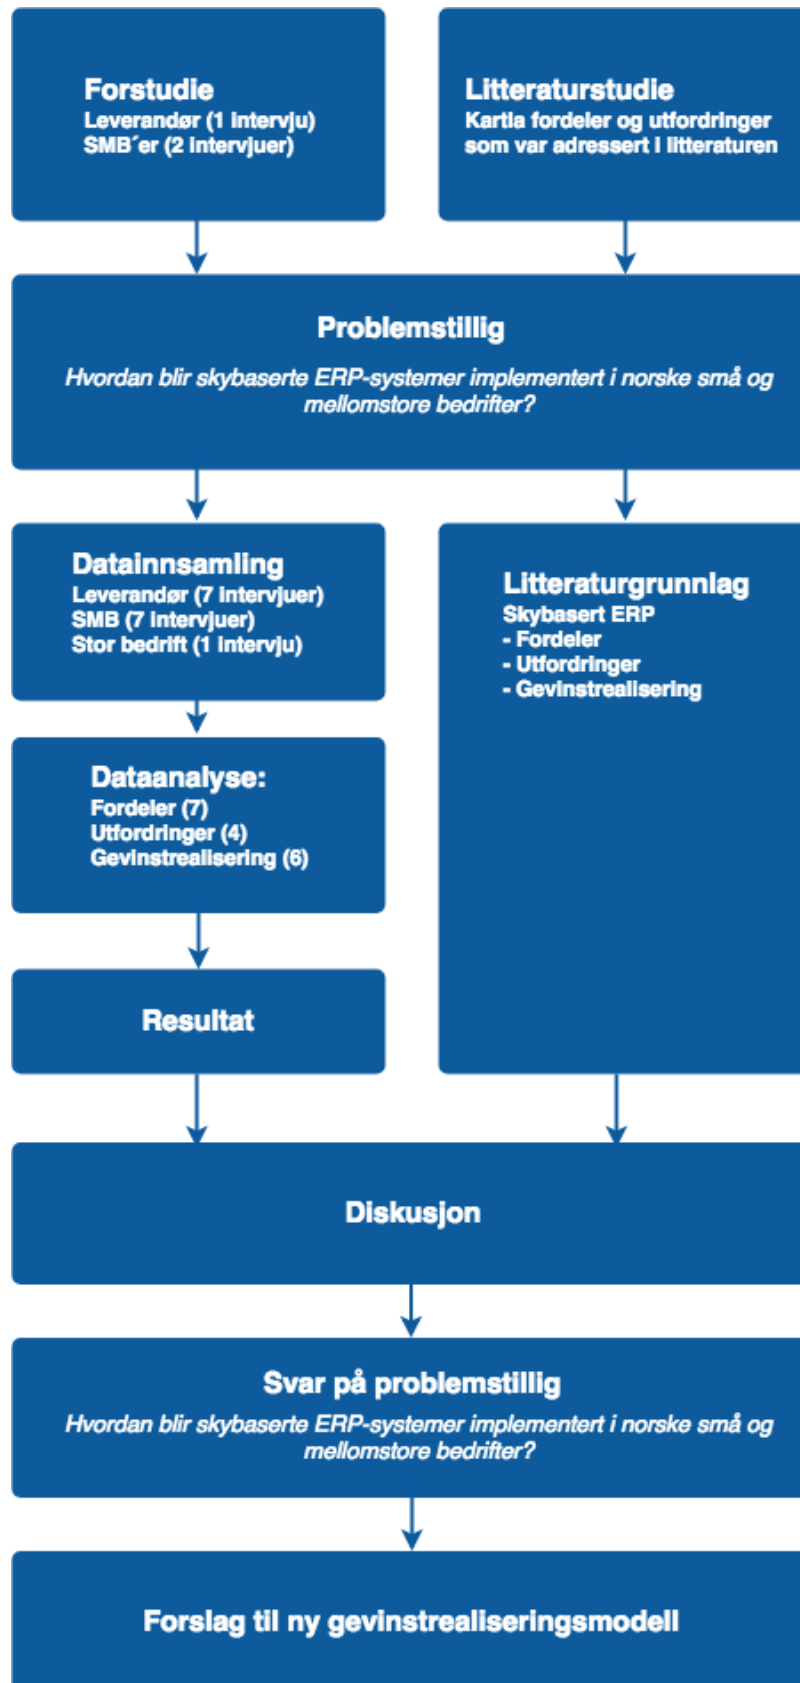 Forstudie
Leverandør (1 intervju)
SMB´er (2 intervjuer)
Litteraturstudie
Kartla fordeler og utfordringer
som var adressert i litteraturen
Problemstillig
Hvordan blir skybaserte ERP-systemer implementert i norske små og
mellomstore bedrifter?
Datainnsamling
Leverandør (7 intervjuer)
SMB (7 intervjuer)
Stor bedrift (1 intervju)
Litteraturgrunnlag
Skybasert ERP
- Fordeler
- Utfordringer
- Gevinstrealisering
Dataanalyse:
Fordeler (7)
Utfordringer (4)
Gevinstrealisering (6)
Resultat
Diskusjon
Svar på problemstillig
Hvordan blir skybaserte ERP-systemer implementert i norske små og
mellomstore bedrifter?
Forslag til ny gevinstrealiseringsmodell